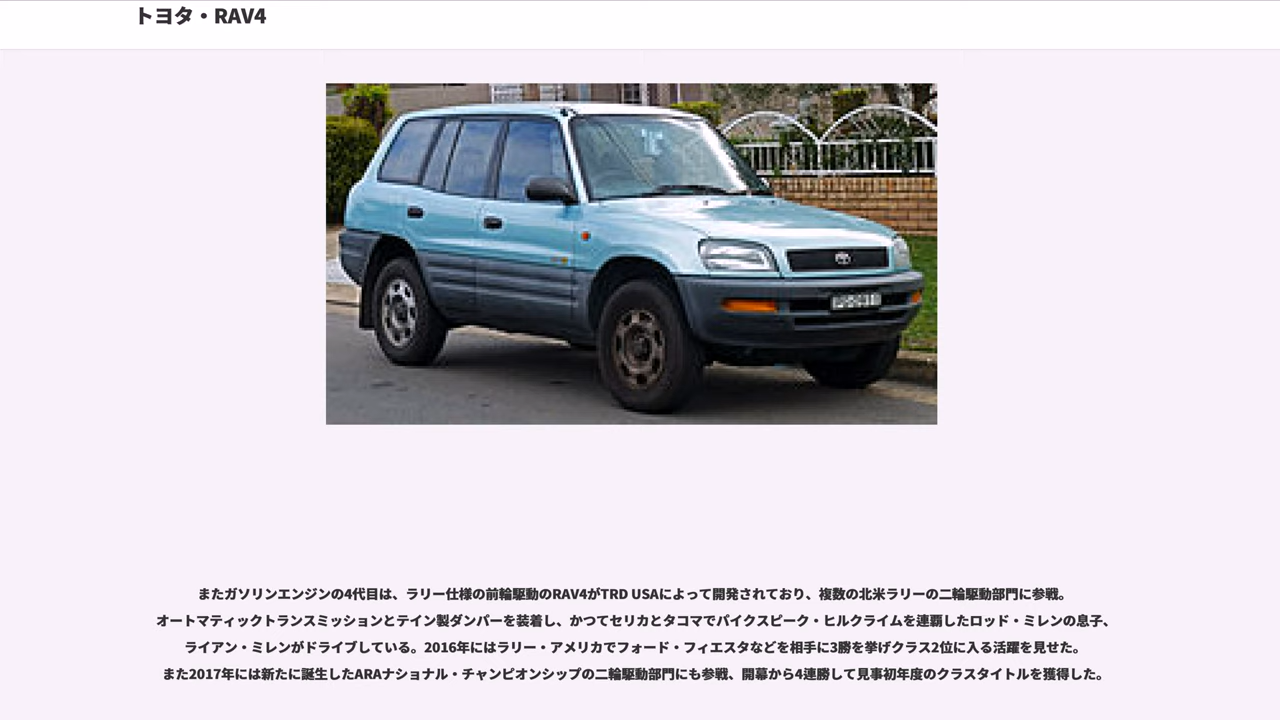 トヨタ・RAV4
またガソリンエンジンの4代目は、ラリー仕様の前輪駆動のRAV4がTRD USAによって開発されており、複数の北米ラリーの二輪駆動部門に参戦。
オートマティックトランスミッションとテイン製ダンパーを装着し、かつてセリカとタコマでパイクスピーク・ヒルクライムを連覇したロッド・ミレンの息子、
ライアン・ミレンがドライブしている。2016年にはラリー・アメリカでフォード・フィエスタなどを相手に3勝を挙げクラス2位に入る活躍を見せた。
また2017年には新たに誕生したARAナショナル・チャンピオンシップの二輪駆動部門にも参戦、開幕から4連勝して見事初年度のクラスタイトルを獲得した。